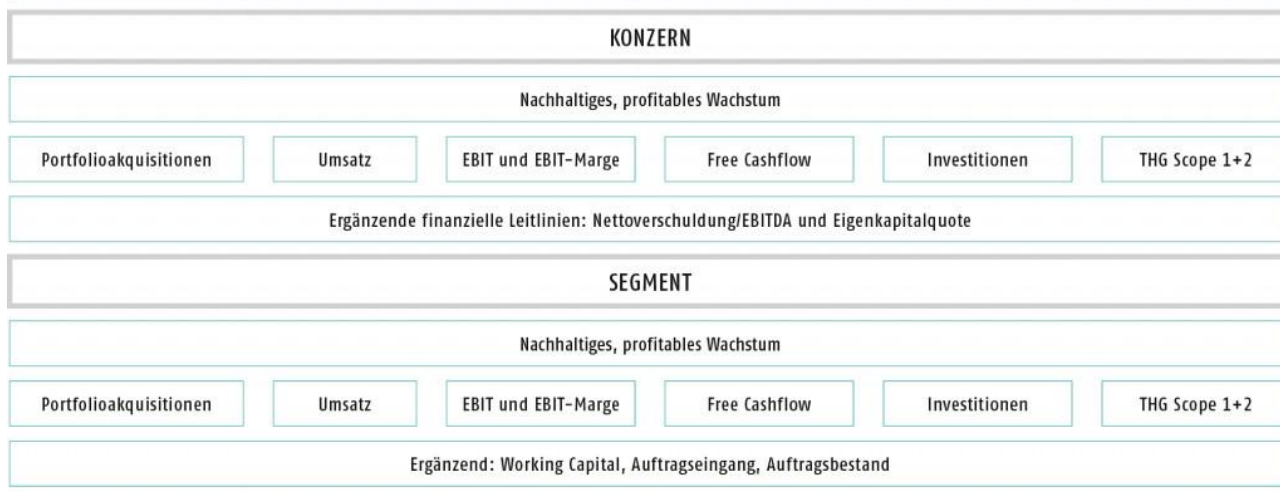 KONZERN
Nachhaltiges, profitables Wachstum
Portfolioakquisitionen Umsatz EBIT und EBIT-Marge Free Cashflow Investitionen THG Scope 1+2
Ergänzende finanzielle Leitlinien: Nettoverschuldung/EBITDA und Eigenkapitalquote
SEGMENT
Nachhaltiges, profitables Wachstum
Portfolioakquisitionen Umsatz EBIT und EBIT-Marge Free Cashflow Investitionen THG Scope 1+2
Ergänzend: Working Capital, Auftragseingang, Auftragsbestand